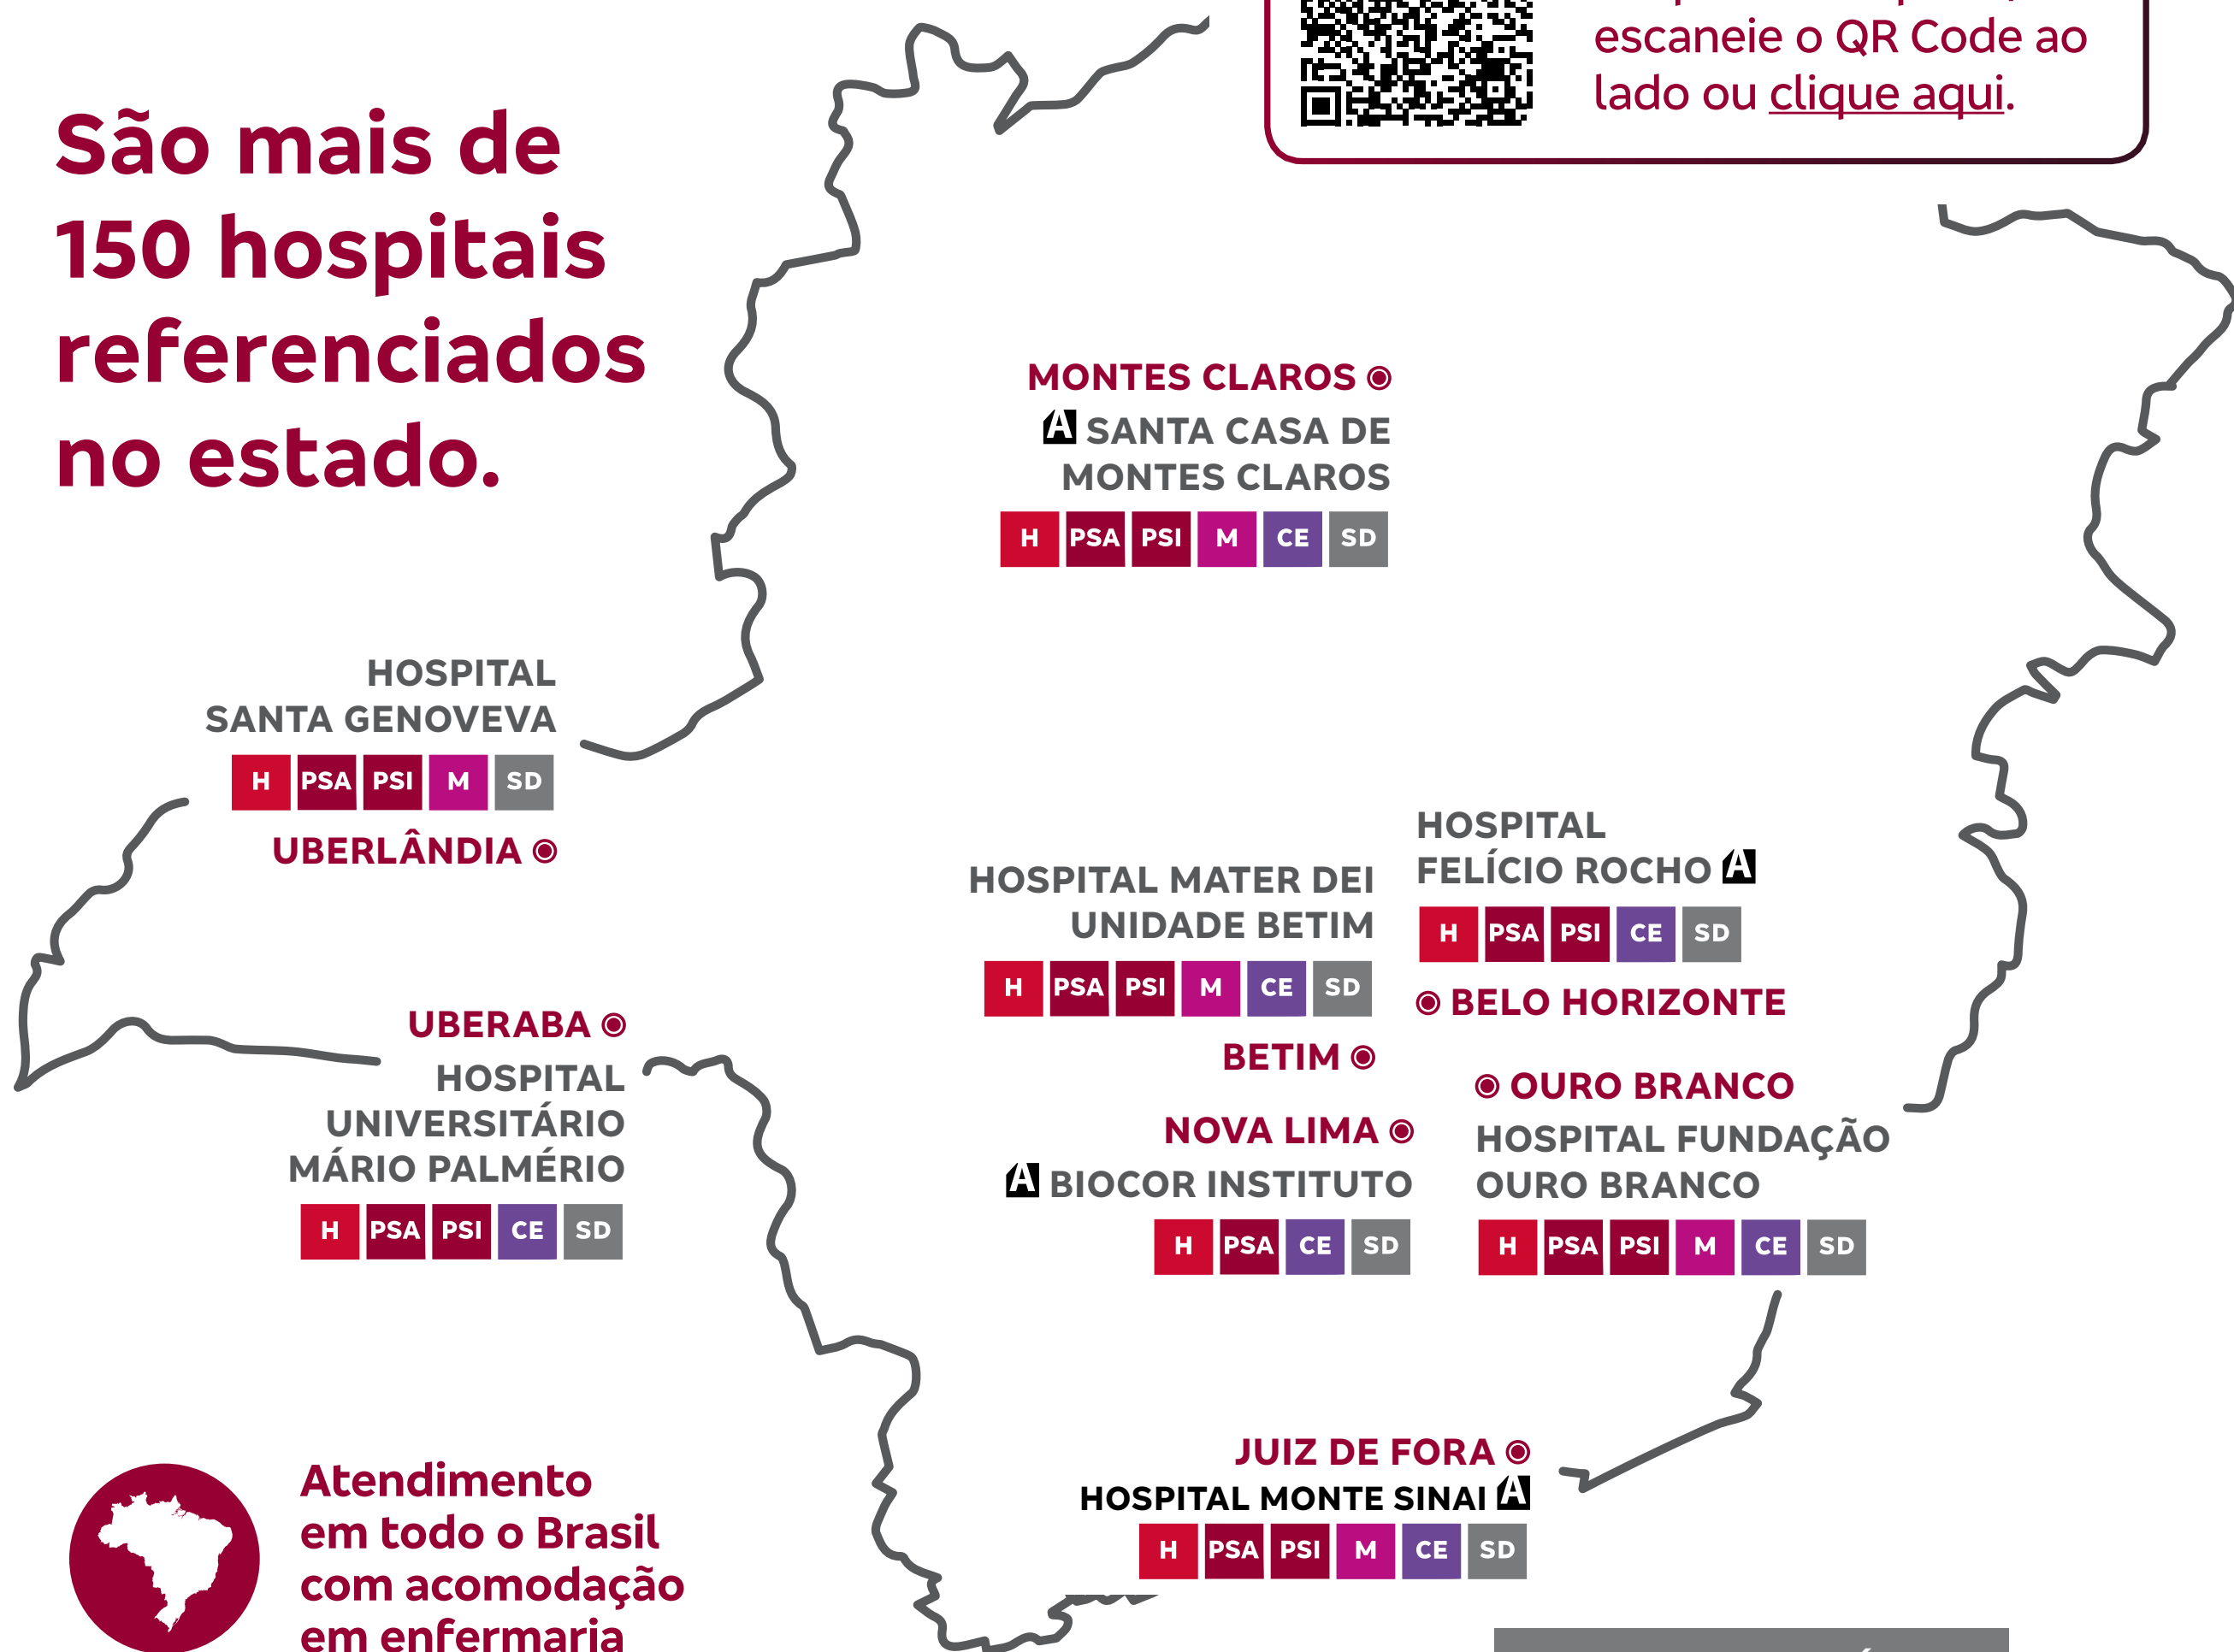 escaneie o QR Code ao
lado ou clique aqui.
São mais de
150 hospitais
referenciados
no estado.
MONTES CLAROS
A SANTA CASA DE
MONTES CLAROS
H PSA PSI M CE SD
HOSPITAL
SANTA GENOVEVA
H PSA PSI M SD
UBERLÂNDIA
HOSPITAL
FELÍCIO ROCHO A
H PSA PSI CE SD
BELO HORIZONTE
HOSPITAL MATER DEI
UNIDADE BETIM
H PSA PSI M CE SD
BETIM
UBERABA
HOSPITAL
UNIVERSITÁRIO
MÁRIO PALMÉRIO
H PSA PSI CE SD
NOVA LIMA
A BIOCOR INSTITUTO
H PSA CE SD
OURO BRANCO
HOSPITAL FUNDAÇÃO
OURO BRANCO
H PSA PSI M CE SD
JUIZ DE FORA
HOSPITAL MONTE SINAI A
H PSA PSI M CE SD
Atendimento
em todo o Brasil
com acomodação
em enfermaria